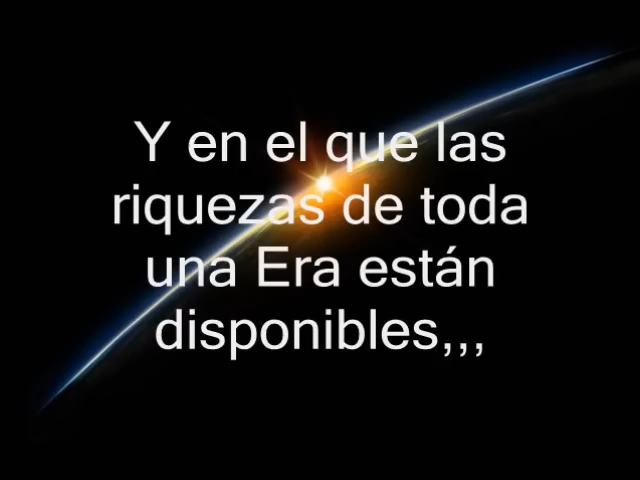 Y en el que las
riquezas de toda
una Era están
disponibles,,,